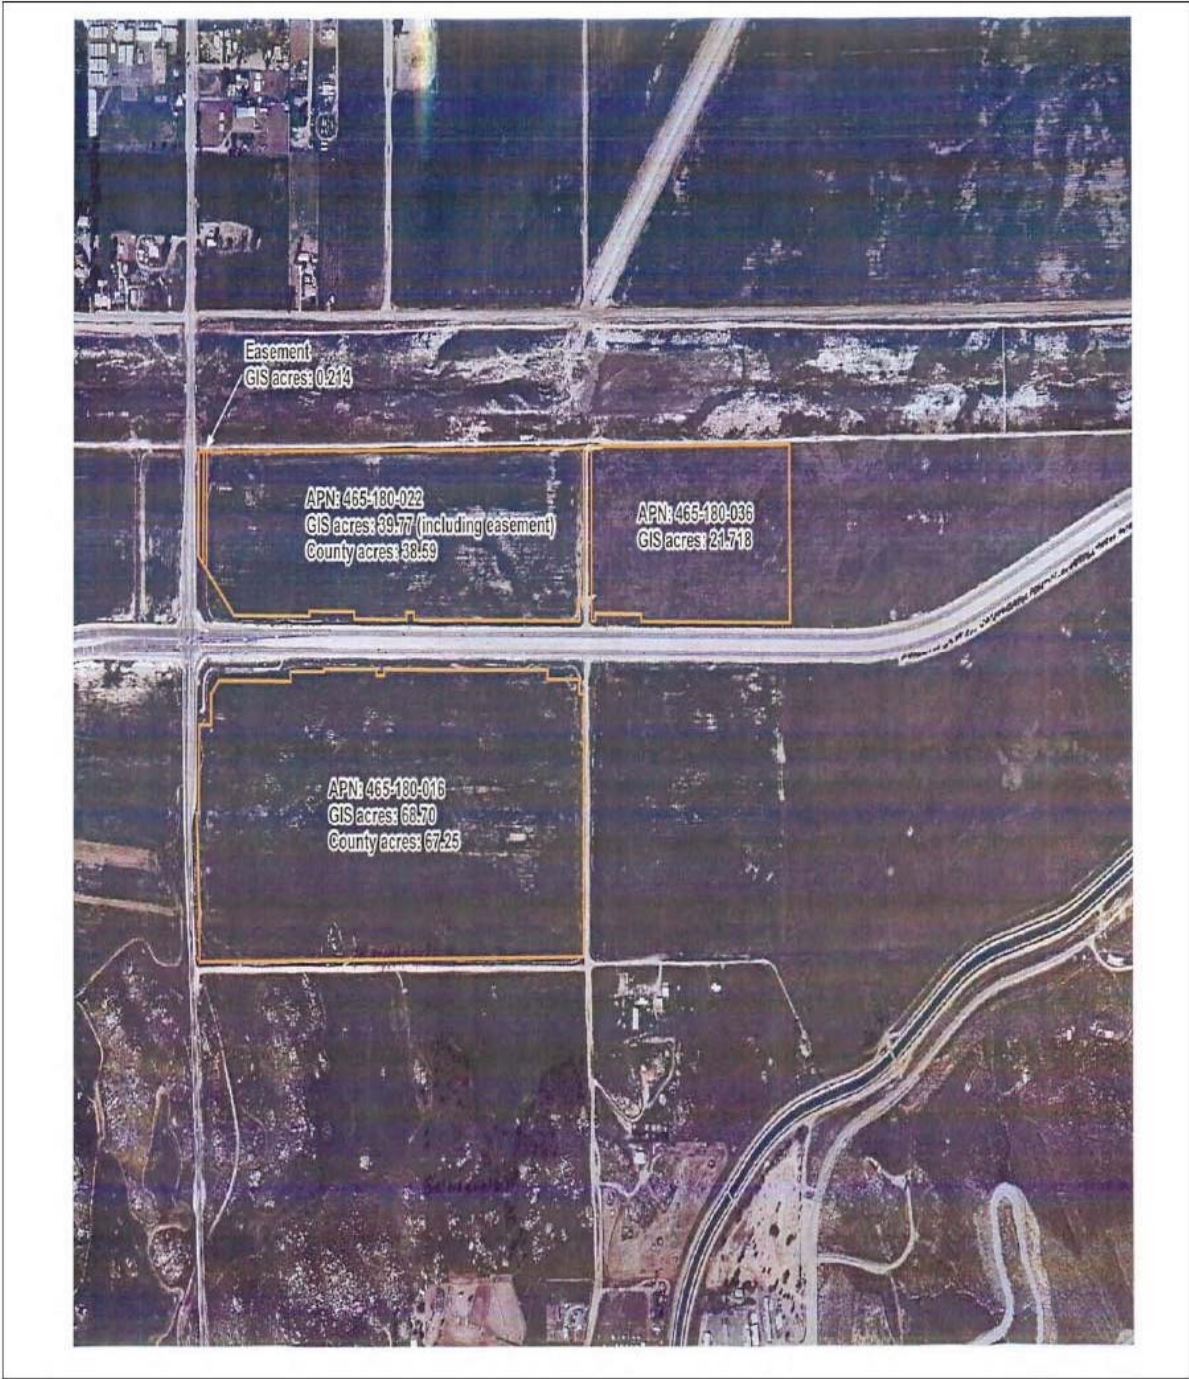 Easement
GIS acres: 0.214
APN: 465-180-022
GIS acres: 39.77 (including easement)
County acres: 38.59
APN: 465-180-036
GIS acres: 21.718
APN: 465-180-016
GIS acres: 68.70
County acres: 67.25